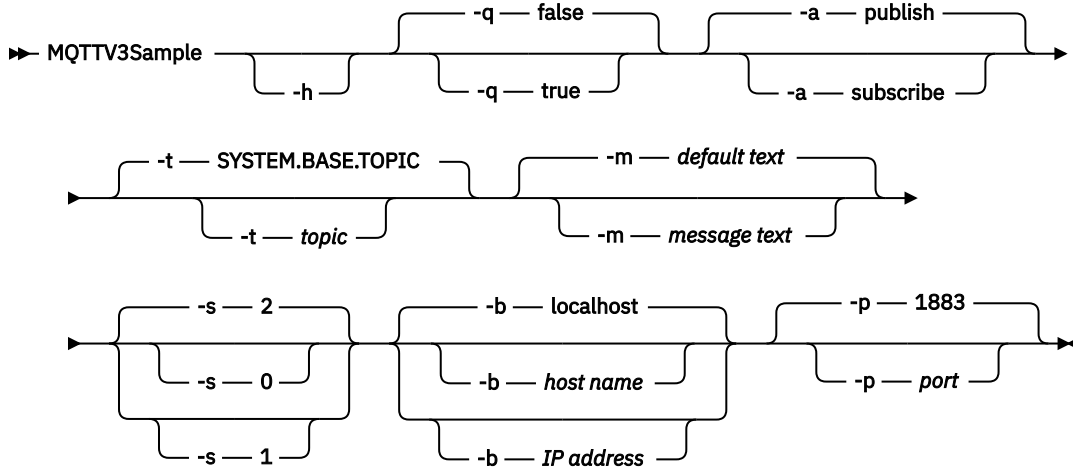 -q false -a publish
MQTTV3Sample
-h -q true -a subscribe
-t SYSTEM.BASE.TOPIC -m default text
-t topic -m message text
-s 2 -b localhost -p 1883
-s 0 -b host name -p port
-s 1 -b IP address